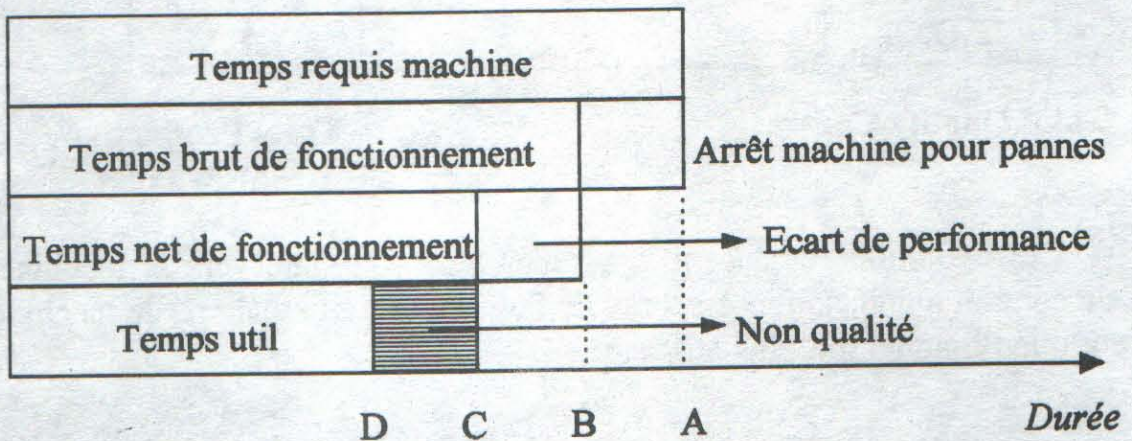 Temps requis machine
Temps brut de fonctionnement
Arrêt machine pour pannes
Temps net de fonctionnement
Ecart de performance
Temps util
Non qualité
D C B A Durée